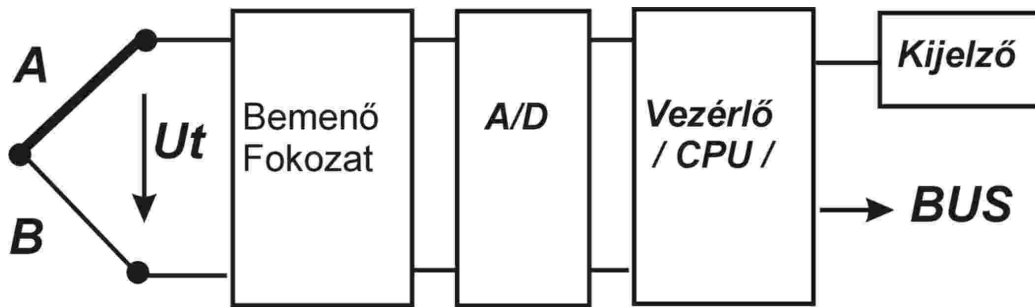 A
B
Ut
Bemenő
Fokozat
A/D
Vezérlő
/ CPU /
Kijelző
BUS